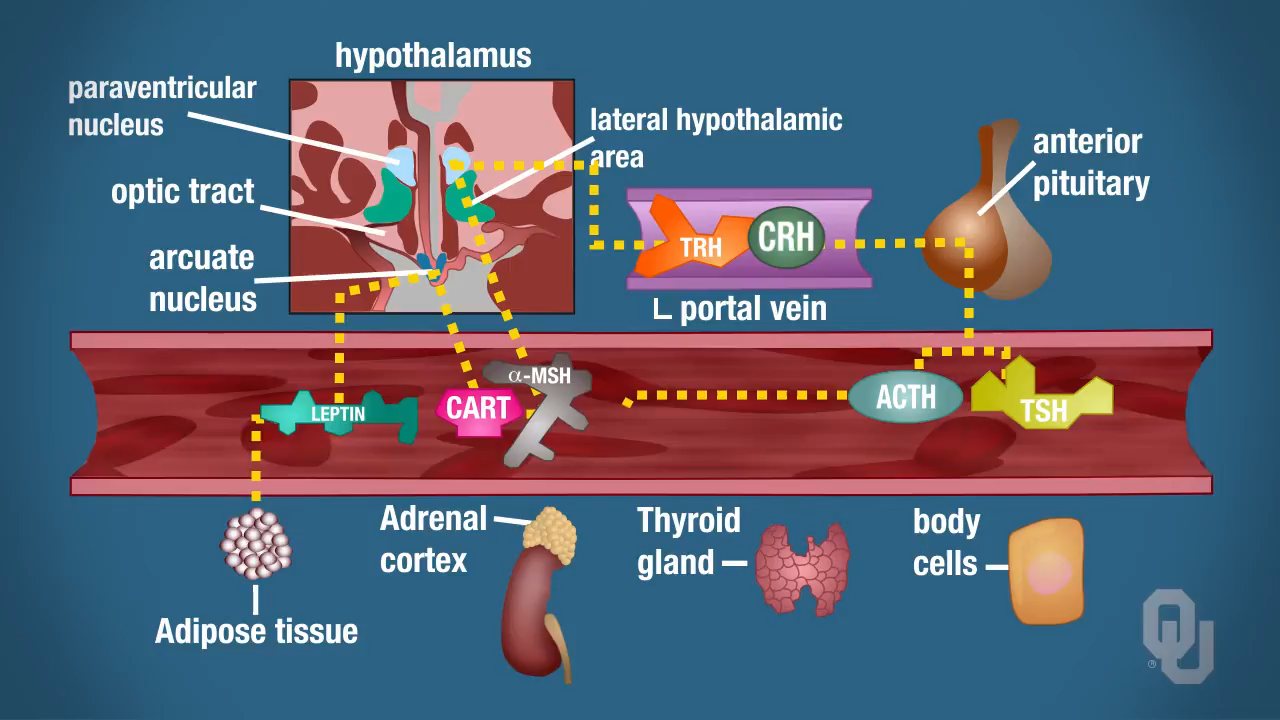 hypothalamus
paraventricular
nucleus
lateral hypothalamic
area
optic tract
arcuate
nucleus
anterior
pituitary
TRH
CRH
portal vein
α-MSH
LEPTIN
CART
ACTH
TSH
Adrenal
cortex
Thyroid
gland
body
cells
Adipose tissue
OU
®